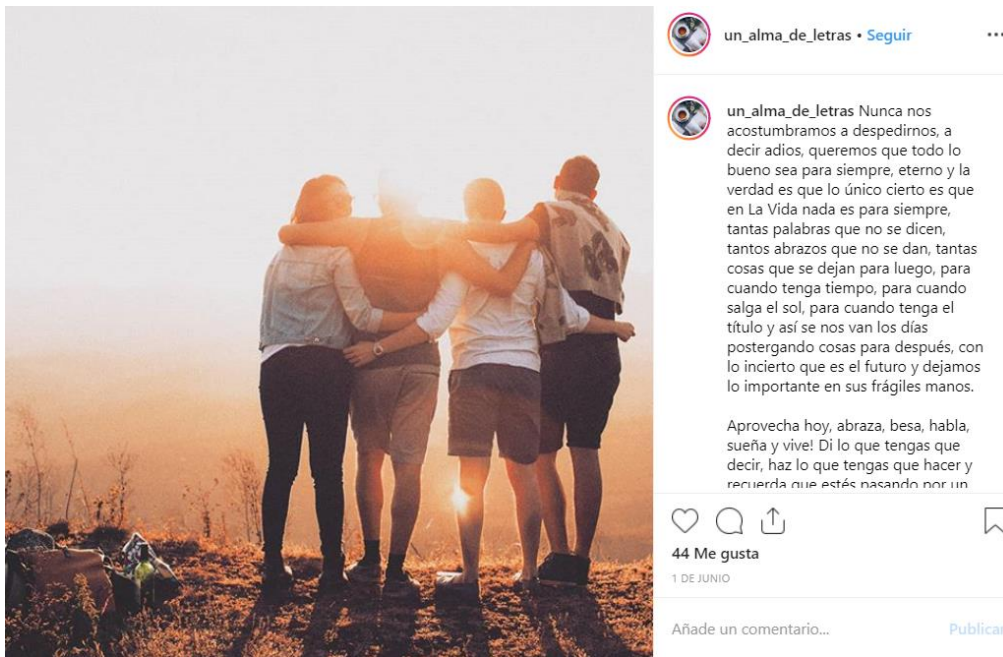 un_alma_de_letras • Seguir
un_alma_de_letras Nunca nos
acostumbramos a despedirnos, a
decir adios, queremos que todo lo
bueno sea para siempre, eterno y la
verdad es que lo único cierto es que
en La Vida nada es para siempre,
tantas palabras que no se dicen,
tantos abrazos que no se dan, tantas
cosas que se dejan para luego, para
cuando tenga tiempo, para cuando
salga el sol, para cuando tenga el
título y así se nos van los días
postergando cosas para después, con
lo incierto que es el futuro y dejamos
lo importante en sus frágiles manos.
Aprovecha hoy, abraza, besa, habla,
sueña y vive! Di lo que tengas que
decir, haz lo que tengas que hacer y
recuerda que estés pasando por un
44 Me gusta
1 DE JUNIO
Añade un comentario...
Publicar